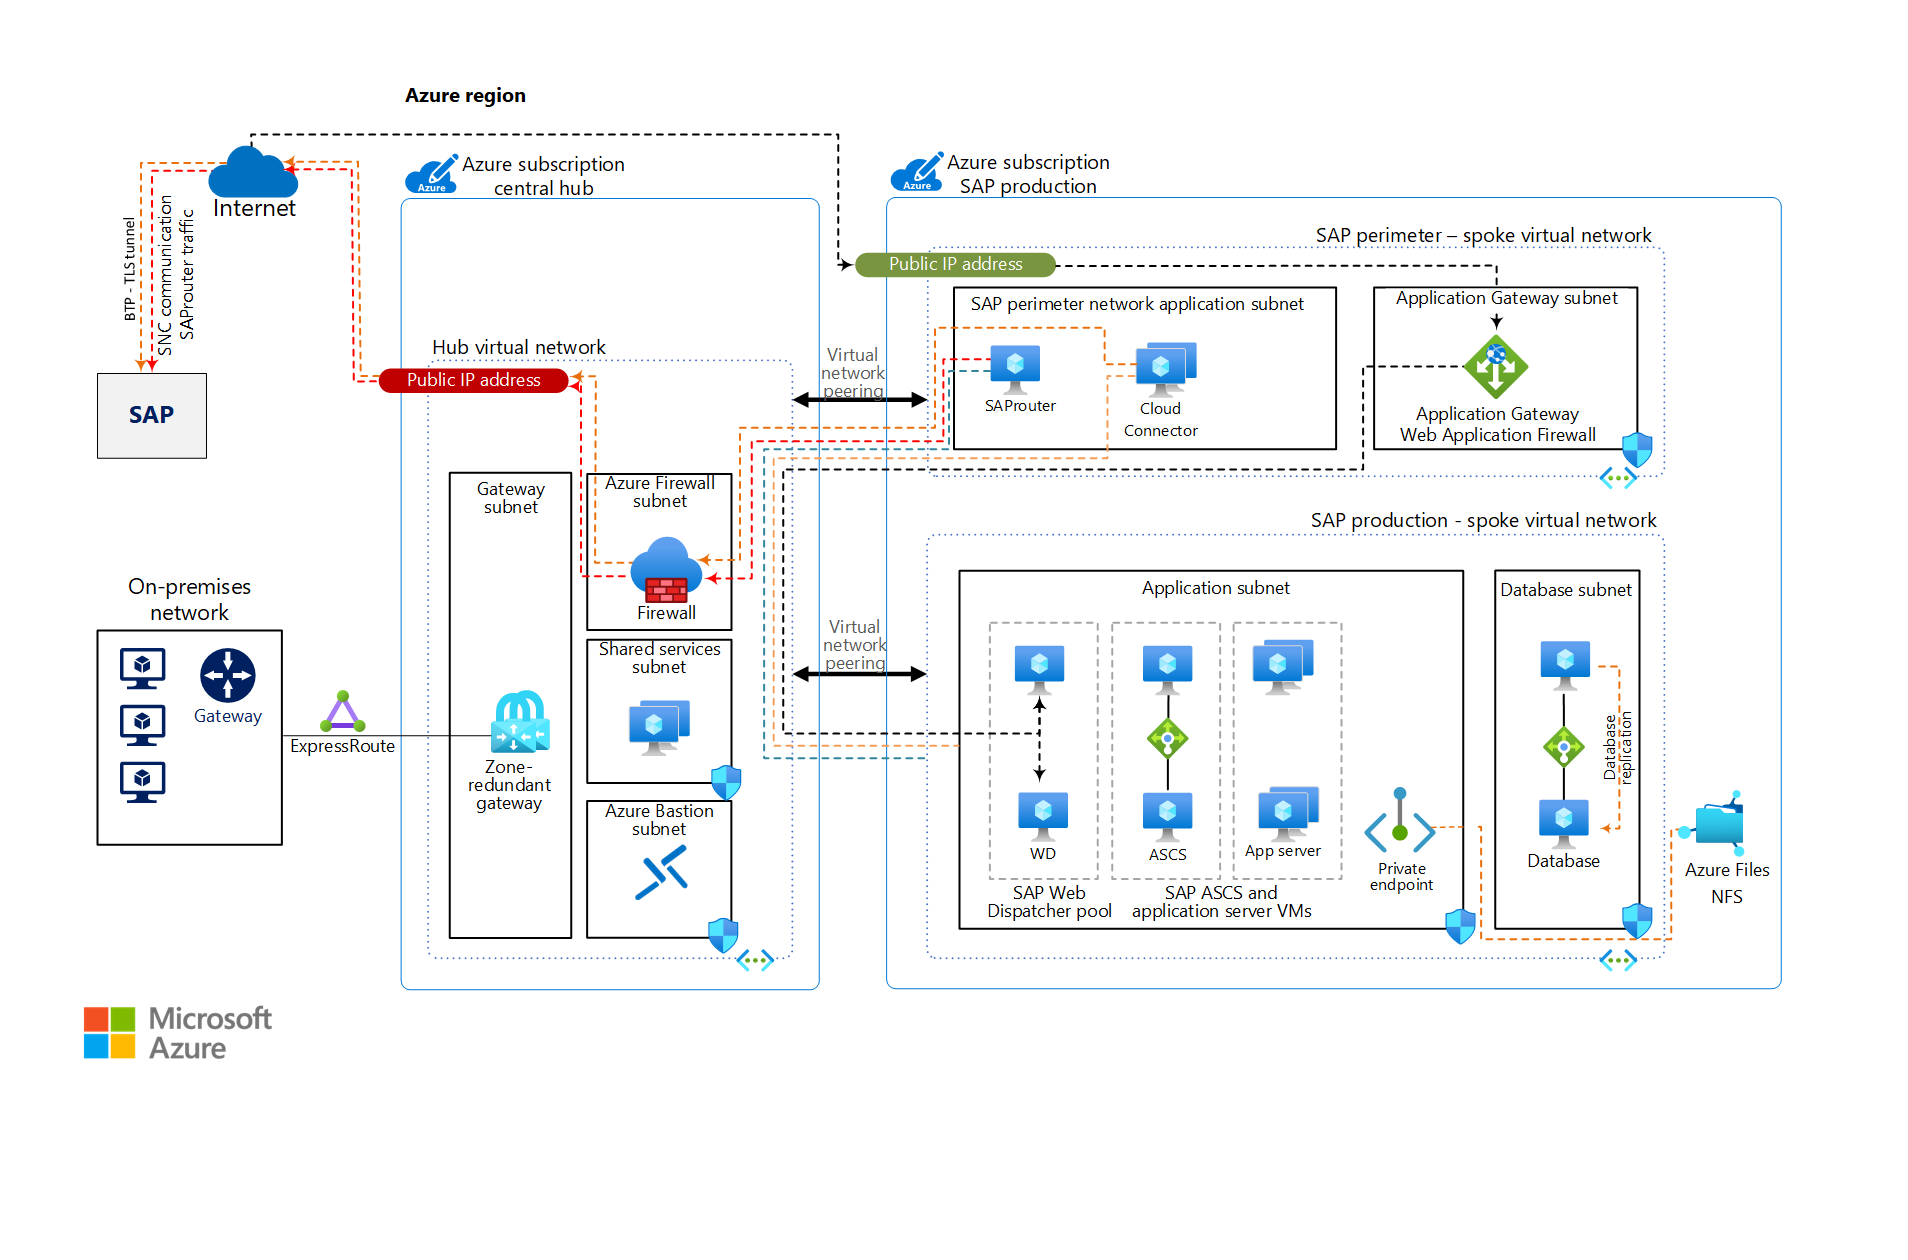 Azure region
Azure
Azure subscription
central hub
Azure
Azure subscription
SAP production
Internet
BTP - TLS tunnel
SNC communication
SAProuter traffic
SAP perimeter – spoke virtual network
Public IP address
SAP perimeter network application subnet
Application Gateway subnet
Hub virtual network
Public IP address
Virtual
network
peering
SAP
SAProuter
Cloud
Connector
Application Gateway
Web Application Firewall
Gateway
subnet
Azure Firewall
subnet
SAP production - spoke virtual network
On-premises
network
Firewall
Application subnet
Database subnet
Virtual
network
peering
Shared services
subnet
Gateway
ExpressRoute
Zone-
redundant
gateway
Database
replication
Azure Bastion
subnet
WD
ASCS
App server
Private
endpoint
Database
Azure Files
NFS
SAP Web
Dispatcher pool
SAP ASCS and
application server VMs
Microsoft
Azure